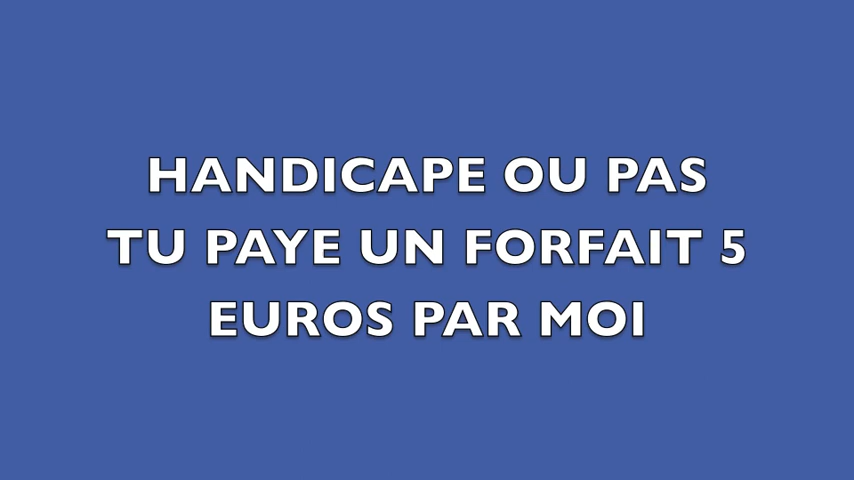 HANDICAPE OU PAS
TU PAYE UN FORFAIT 5
EUROS PAR MOI